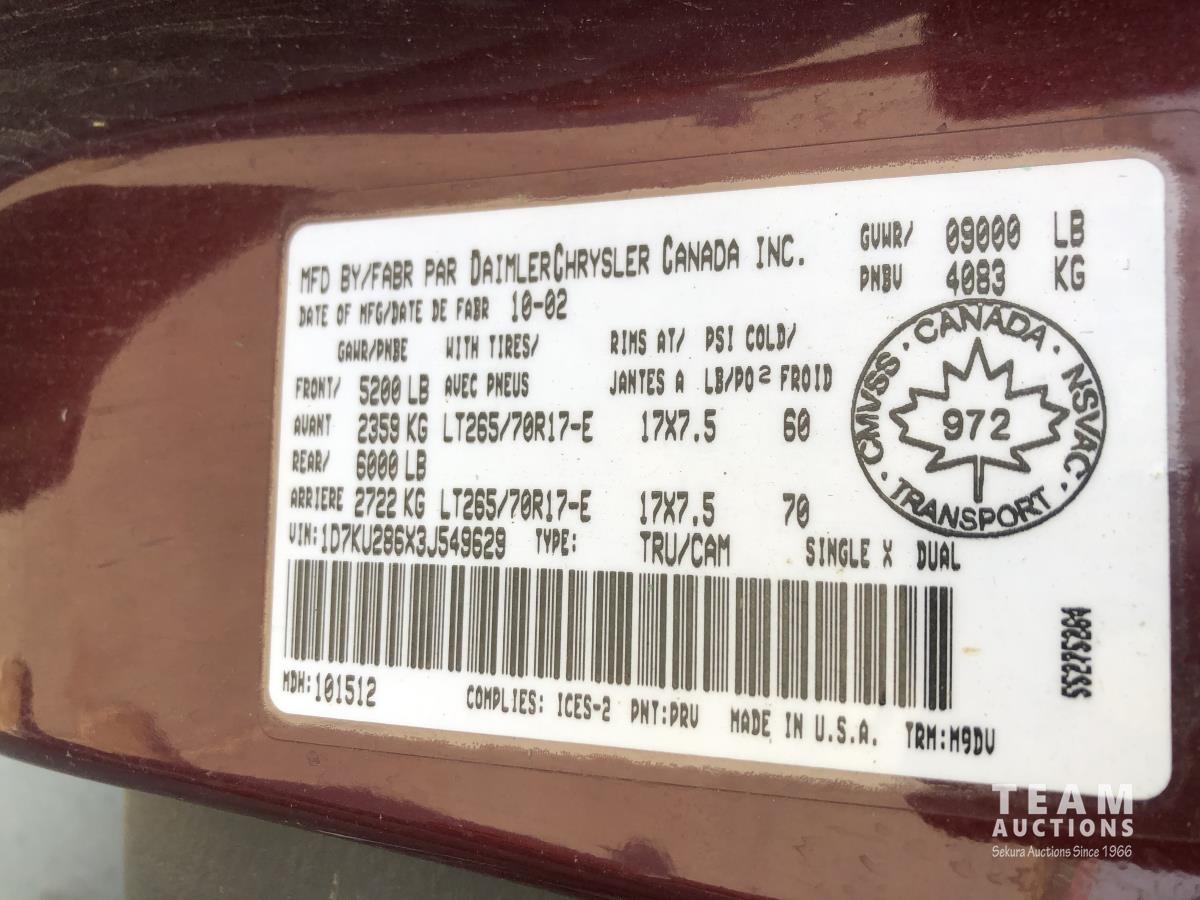 MFD BY/FABR PAR DAIMLERCHRYSLER CANADA INC.
GVWR/ 09000 LB
PNBV 4083 KG
DATE OF MFG/DATE DE FABR 10-02
GAWR/PNBE WITH TIRES/ RIMS AT/ PSI COLD/
FRONT/ 5200 LB AVEC PNEUS JANTES A LB/PO² FROID
AVANT 2359 KG LT265/70R17-E 17X7.5 60
REAR/ 6000 LB
ARRIERE 2722 KG LT265/70R17-E 17X7.5 70
VIN: 1D7KU286X3J549629 TYPE: TRU/CAM SINGLE X DUAL
CANADA · NSVAC · TRANSPORT · CMVSS ·
972
MDH: 101512 COMPLIES: ICES-2 PNT: PRV MADE IN U.S.A. TRM: M9DV
55275264
TEAM
AUCTIONS
Sekura Auctions Since 1966